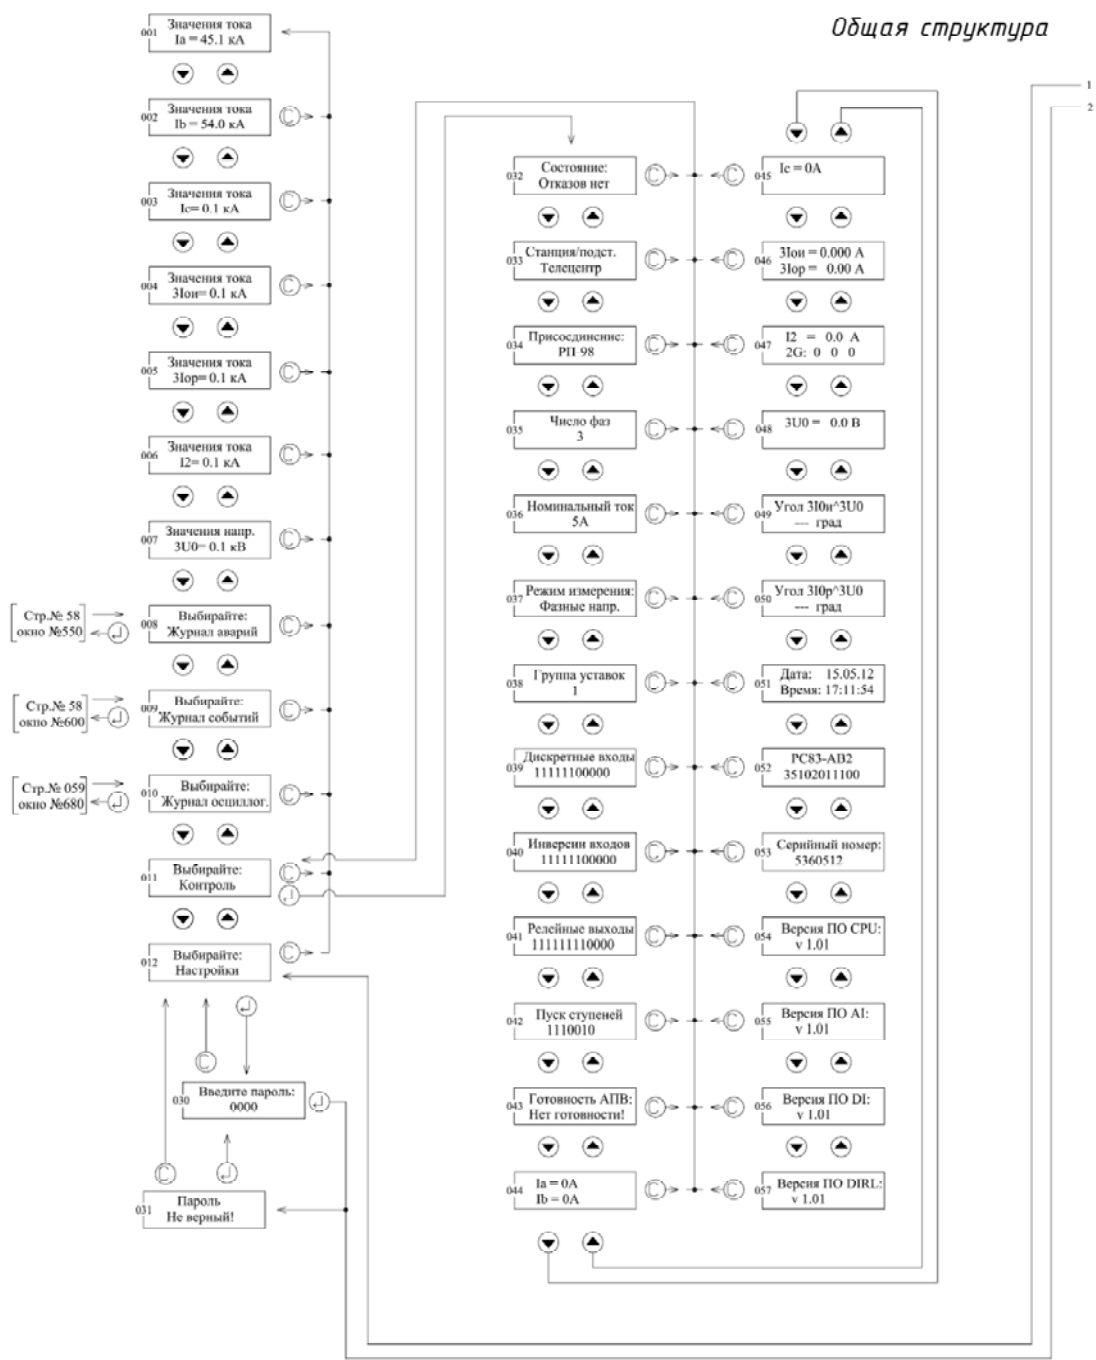 Общая структура
001
Значения тока
Ia = 45.1 кА
002
Значения тока
Ib = 54.0 кА
C
003
Значения тока
Ic= 0.1 кА
C
004
Значения тока
3Iои= 0.1 кА
C
005
Значения тока
3Iор= 0.1 кА
C
006
Значения тока
I2= 0.1 кА
C
007
Значения напр.
3U0= 0.1 кВ
C
Стр.№ 58
окно №550
008
Выбирайте:
Журнал аварий
C
Стр.№ 58
окно №600
009
Выбирайте:
Журнал событий
C
Стр.№ 059
окно №680
010
Выбирайте:
Журнал осциллог.
C
011
Выбирайте:
Контроль
C
012
Выбирайте:
Настройки
C
C
030
Введите пароль:
0000
C
031
Пароль
Не верный!
032
Состояние:
Отказов нет
C
033
Станция/подст.
Телецентр
C
034
Присоединение:
РП 98
C
035
Число фаз
3
C
036
Номинальный ток
5А
C
037
Режим измерения:
Фазные напр.
C
038
Группа уставок
1
C
039
Дискретные входы
11111100000
C
040
Инверсии входов
11111100000
C
041
Релейные выходы
111111110000
C
042
Пуск ступеней
1110010
C
043
Готовность АПВ:
Нет готовности!
C
044
Ia = 0А
Ib = 0А
C
1
2
C
045
Ic = 0А
C
046
3Iои = 0.000 А
3Iор = 0.00 А
C
047
I2 = 0.0 А
2G: 0 0 0
C
048
3U0 = 0.0 В
C
049
Угол 3I0и^3U0
--- град
C
050
Угол 3I0р^3U0
--- град
C
051
Дата: 15.05.12
Время: 17:11:54
C
052
РС83-АВ2
35102011100
C
053
Серийный номер:
5360512
C
054
Версия ПО CPU:
v 1.01
C
055
Версия ПО AI:
v 1.01
C
056
Версия ПО DI:
v 1.01
C
057
Версия ПО DIRL:
v 1.01